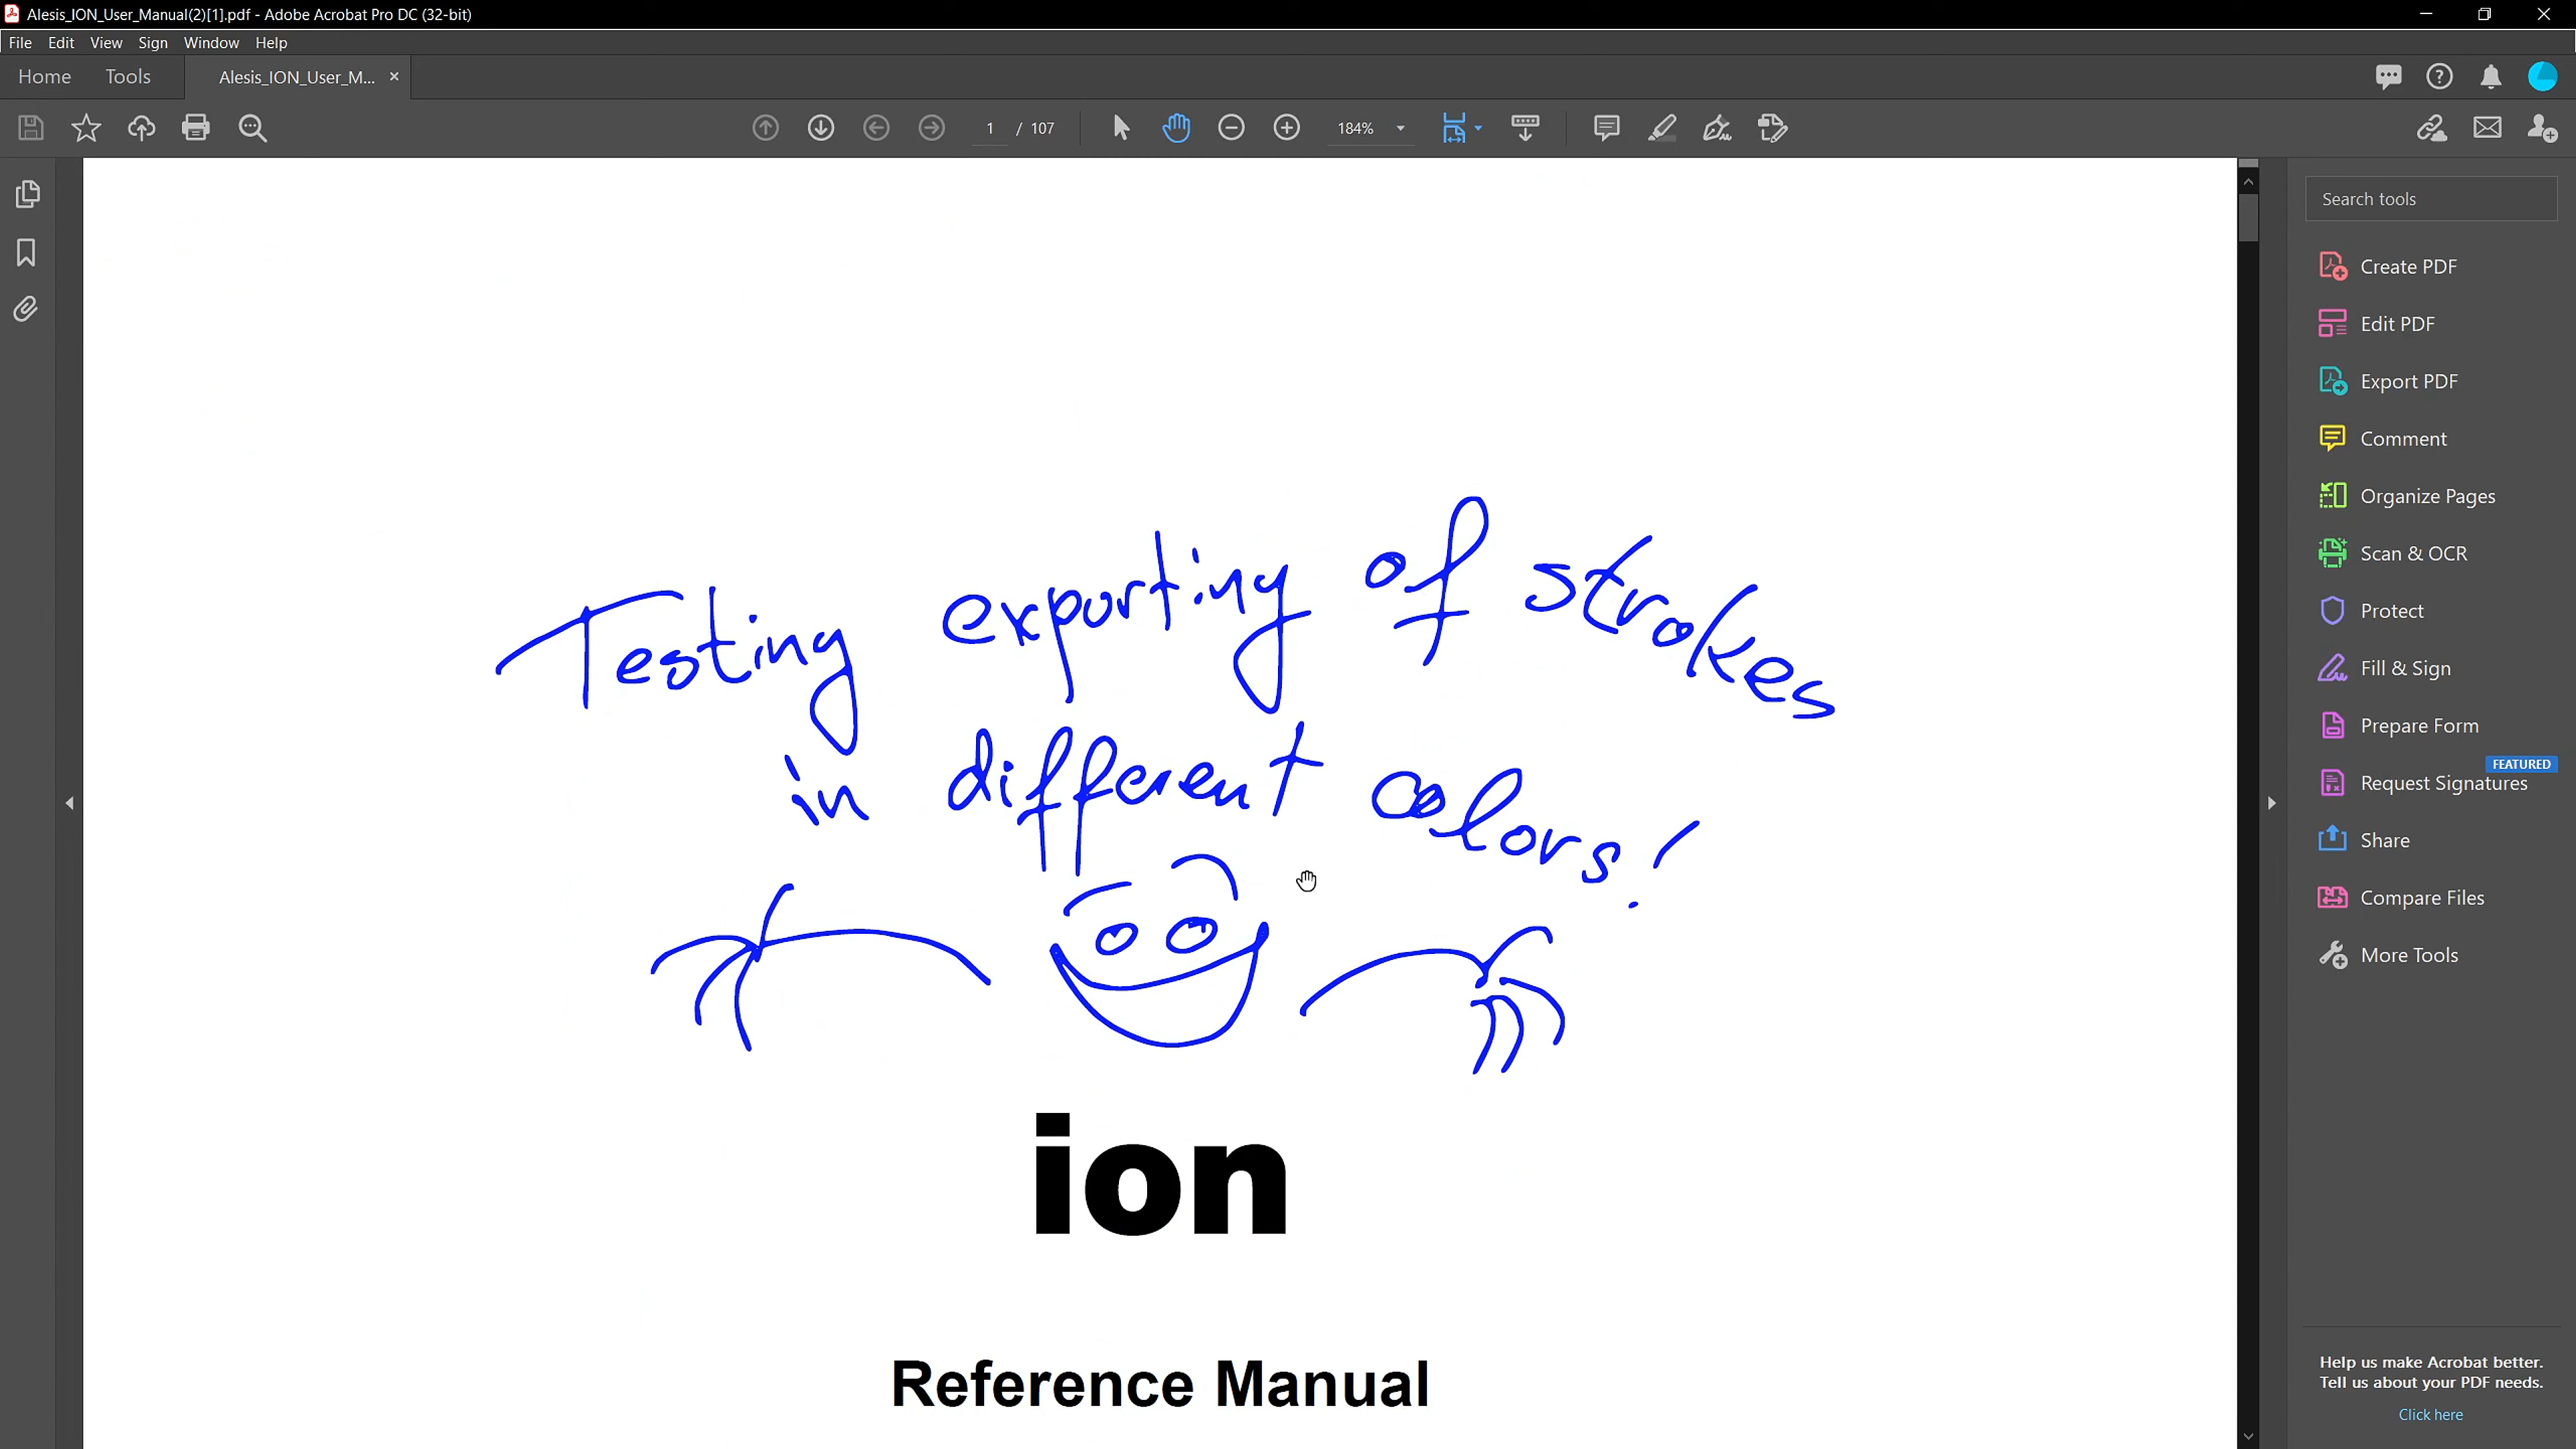 Alesis_ION_User_Manual(2)[1].pdf - Adobe Acrobat Pro DC (32-bit)
File Edit View Sign Window Help
Home Tools Alesis_ION_User_M... ×
1 / 107 184%
Search tools
Create PDF
Edit PDF
Export PDF
Comment
Organize Pages
Scan & OCR
Protect
Fill & Sign
Prepare Form
FEATURED
Request Signatures
Share
Compare Files
More Tools
Testing exporting of strokes
in different colors!
ion
Reference Manual
Help us make Acrobat better.
Tell us about your PDF needs.
Click here